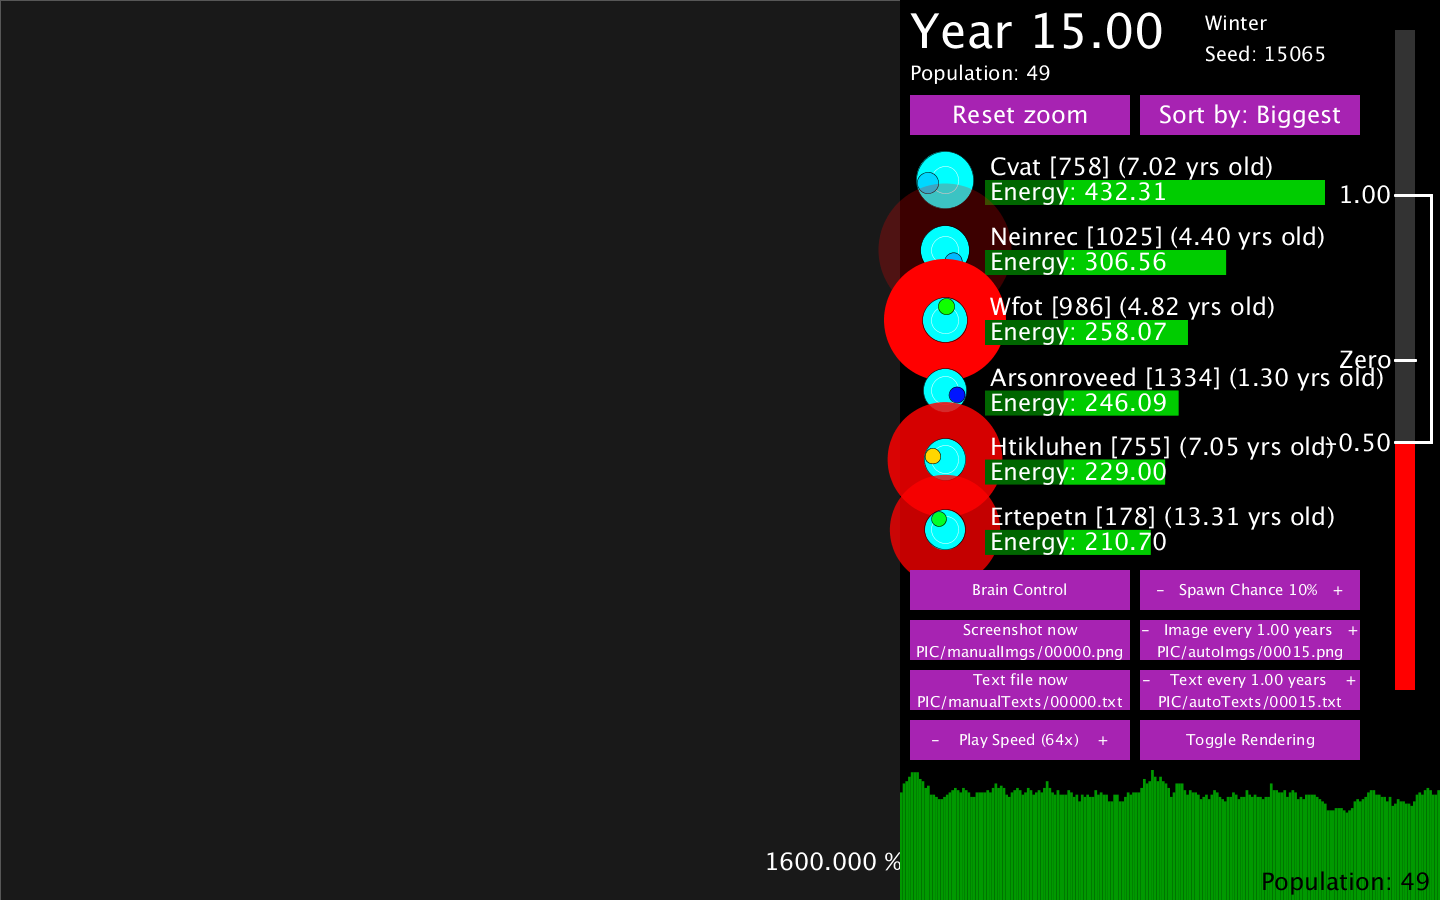 Year 15.00
Winter
Seed: 15065
Population: 49
Reset zoom
Sort by: Biggest
Cvat [758] (7.02 yrs old)
Energy: 432.31
1.00
Neinrec [1025] (4.40 yrs old)
Energy: 306.56
Wfot [986] (4.82 yrs old)
Energy: 258.07
Zero
Arsonroveed [1334] (1.30 yrs old)
Energy: 246.09
Htikluhen [755] (7.05 yrs old)
-0.50
Energy: 229.00
Ertepetn [178] (13.31 yrs old)
Energy: 210.70
Brain Control
- Spawn Chance 10% +
Screenshot now
PIC/manualImgs/00000.png
- Image every 1.00 years +
PIC/autoImgs/00015.png
Text file now
PIC/manualTexts/00000.txt
- Text every 1.00 years +
PIC/autoTexts/00015.txt
- Play Speed (64x) +
Toggle Rendering
1600.000 %
Population: 49